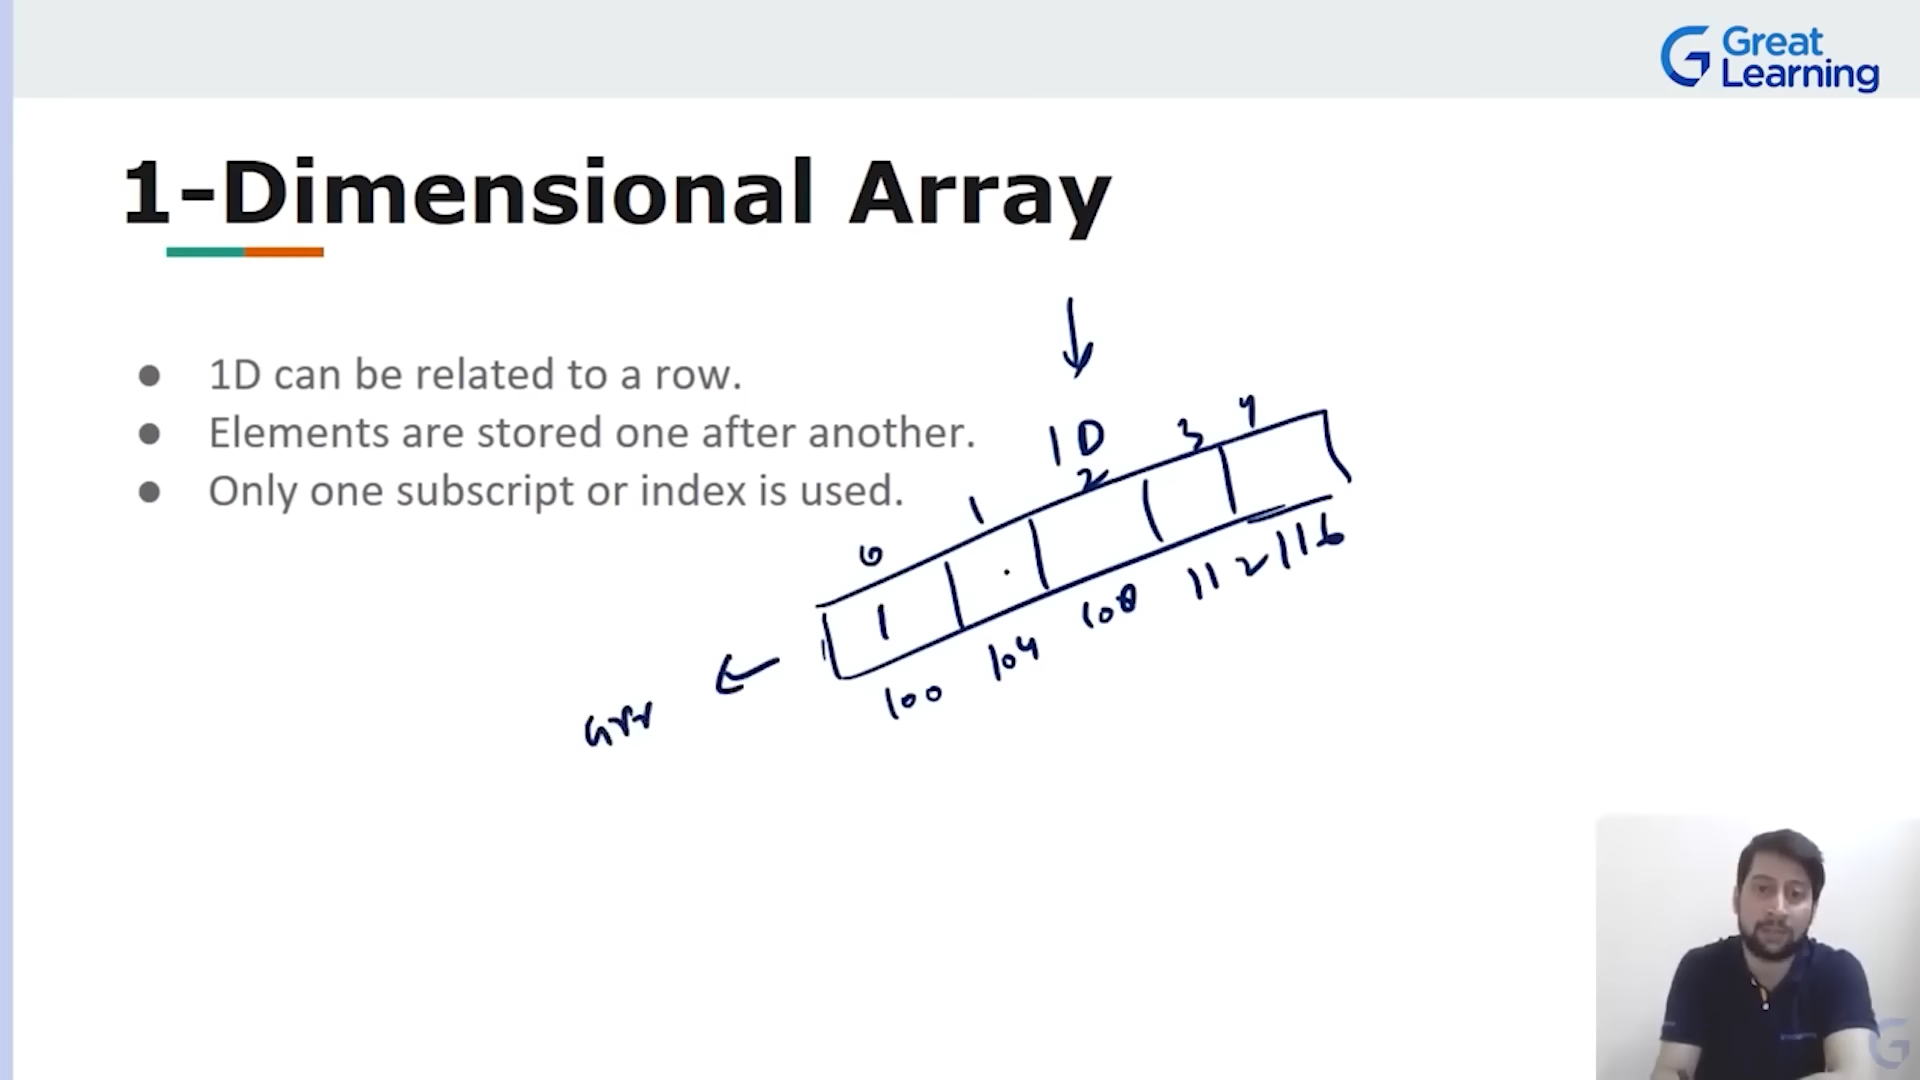 Great
Learning
1-Dimensional Array
● 1D can be related to a row.
● Elements are stored one after another.
● Only one subscript or index is used.
1D
0 1 2 3 4
1
100 104 108 112 116
arr